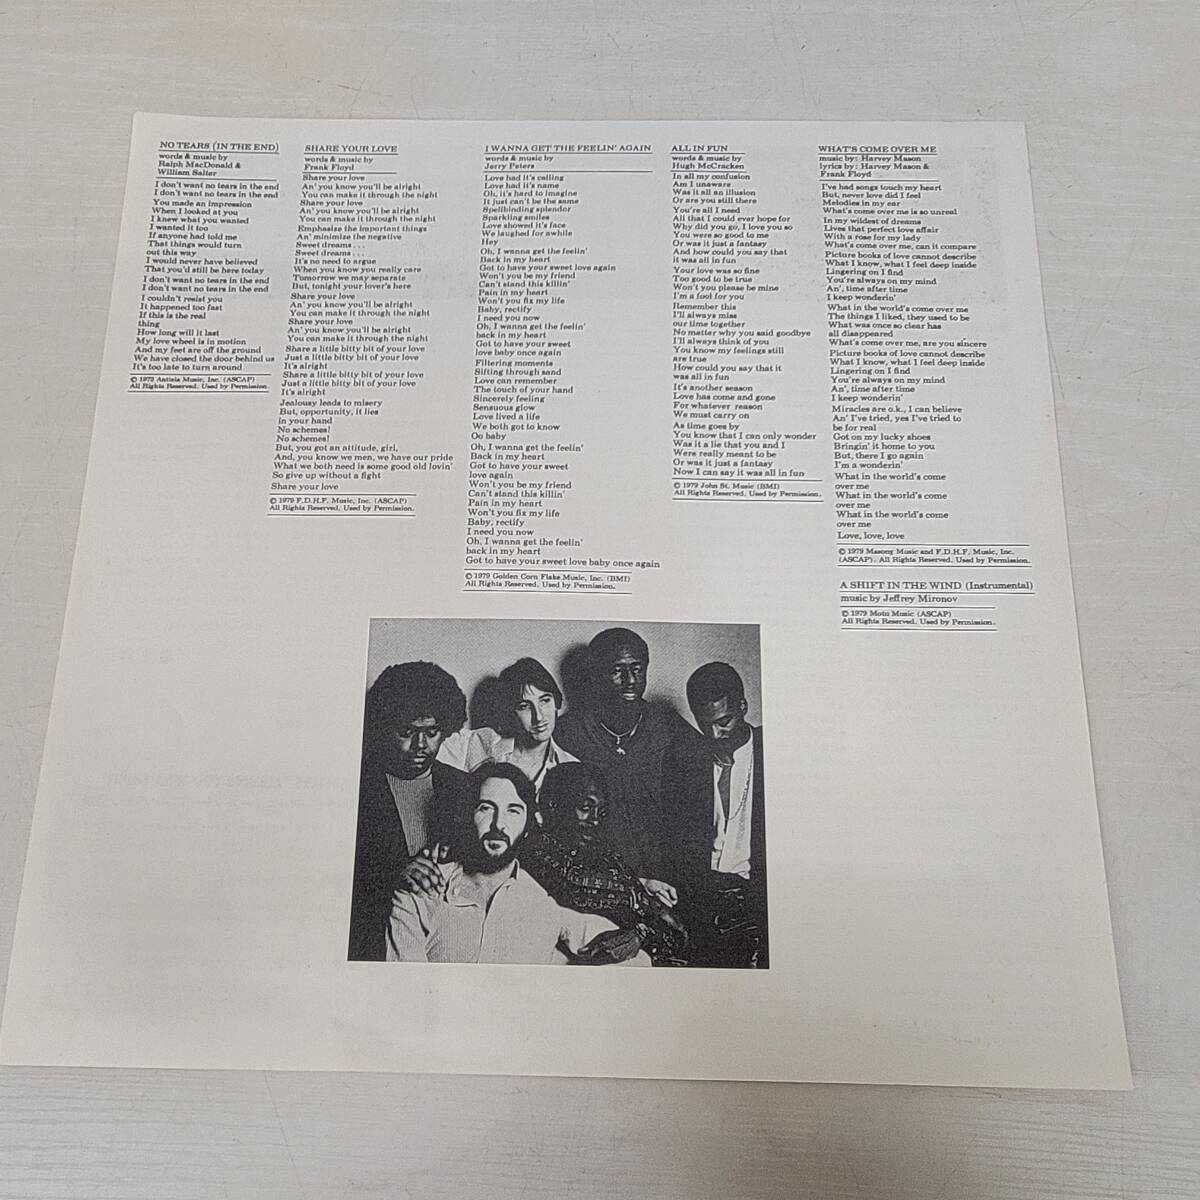 NO TEARS (IN THE END)
words & music by
Ralph MacDonald &
William Salter
I don't want no tears in the end
I don't want no tears in the end
You made an impression
When I looked at you
I knew what you wanted
I wanted it too
If anyone had told me
That things would turn
out this way
I would never have believed
That you'd still be here today
I don't want no tears in the end
I don't want no tears in the end
I couldn't resist you
It happened too fast
If this is the real
thing
How long will it last
My love wheel is in motion
And my feet are off the ground
We have closed the door behind us
It's too late to turn around
© 1972 Antisia Music, Inc. (ASCAP)
All Rights Reserved. Used by Permission.
SHARE YOUR LOVE
words & music by
Frank Floyd
Share your love
An' you know you'll be alright
You can make it through the night
Share your love
An' you know you'll be alright
You can make it through the night
Emphasize the important things
An' minimize the negative
Sweet dreams . . .
Sweet dreams . . .
It's no need to argue
When you know you really care
Tomorrow we may separate
But, tonight your lover's here
Share your love
An' you know you'll be alright
You can make it through the night
Share your love
An' you know you'll be alright
You can make it through the night
Share a little bitty bit of your love
Just a little bitty bit of your love
It's alright
Share a little bitty bit of your love
Just a little bitty bit of your love
It's alright
Jealousy leads to misery
But, opportunity, it lies
in your hand
No schemes!
No schemes!
But, you got an attitude, girl,
And, you know we men, we have our pride
What we both need is some good old lovin'
So give up without a fight
Share your love
© 1979 F.D.H.F. Music, Inc. (ASCAP)
All Rights Reserved. Used by Permission.
I WANNA GET THE FEELIN' AGAIN
words & music by
Jerry Peters
Love had it's calling
Love had it's name
Oh, it's hard to imagine
It just can't be the same
Spellbinding splendor
Sparkling smiles
Love showed it's face
We laughed for awhile
Hey
Oh, I wanna get the feelin'
Back in my heart
Got to have your sweet love again
Won't you be my friend
Can't stand this killin'
Pain in my heart
Won't you fix my life
Baby, rectify
I need you now
Oh, I wanna get the feelin'
back in my heart
Got to have your sweet
love baby once again
Filtering moments
Sifting through sand
Love can remember
The touch of your hand
Sincerely feeling
Sensuous glow
Love lived a life
We both got to know
Oo baby
Oh, I wanna get the feelin'
Back in my heart
Got to have your sweet
love again
Won't you be my friend
Can't stand this killin'
Pain in my heart
Won't you fix my life
Baby, rectify
I need you now
Oh, I wanna get the feelin'
back in my heart
Got to have your sweet love baby once again
© 1979 Golden Corn Flake Music, Inc. (BMI)
All Rights Reserved. Used by Permission.
ALL IN FUN
words & music by
Hugh McCracken
In all my confusion
Am I unaware
Was it all an illusion
Or are you still there
You're all I need
All that I could ever hope for
Why did you go, I love you so
You were so good to me
Or was it just a fantasy
And how could you say that
it was all in fun
Your love was so fine
Too good to be true
Won't you please be mine
I'm a fool for you
Remember this
I'll always miss
our time together
No matter why you said goodbye
I'll always think of you
You know my feelings still
are true
How could you say that it
was all in fun
It's another season
Love has come and gone
For whatever reason
We must carry on
As time goes by
You know that I can only wonder
Was it a lie that you and I
Were really meant to be
Or was it just a fantasy
Now I can say it was all in fun
© 1979 John St. Music (BMI)
All Rights Reserved. Used by Permission.
WHAT'S COME OVER ME
music by: Harvey Mason
lyrics by: Harvey Mason &
Frank Floyd
I've had songs touch my heart
But, never love did I feel
Melodies in my ear
What's come over me is so unreal
In my wildest of dreams
Lives that perfect love affair
With a rose for my lady
What's come over me, can it compare
Picture books of love cannot describe
What I know, what I feel deep inside
Lingering on I find
You're always on my mind
An', time after time
I keep wonderin'
What in the world's come over me
The things I liked, they used to be
What was once so clear has
all disappeared
What's come over me, are you sincere
Picture books of love cannot describe
What I know, what I feel deep inside
Lingering on I find
You're always on my mind
An', time after time
I keep wonderin'
Miracles are o.k., I can believe
An' I've tried, yes I've tried to
be for real
Got on my lucky shoes
Bringin' it home to you
But, there I go again
I'm a wonderin'
What in the world's come
over me
What in the world's come
over me
What in the world's come
over me
Love, love, love
© 1979 Masong Music and F.D.H.F. Music, Inc.
(ASCAP). All Rights Reserved. Used by Permission.
A SHIFT IN THE WIND (Instrumental)
music by Jeffrey Mironov
© 1979 Motu Music (ASCAP)
All Rights Reserved. Used by Permission.